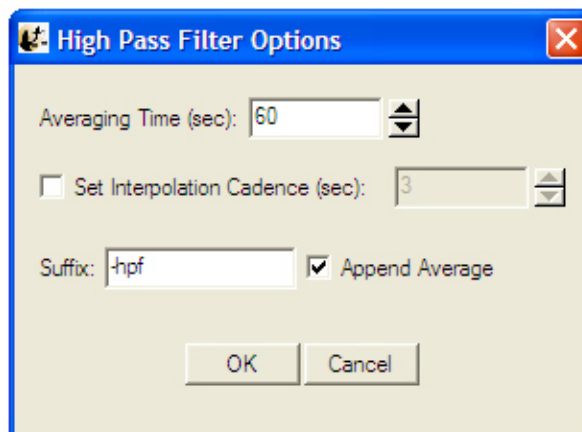 High Pass Filter Options
Averaging Time (sec): 60
Set Interpolation Cadence (sec): 3
Suffix: -hpf Append Average
OK Cancel